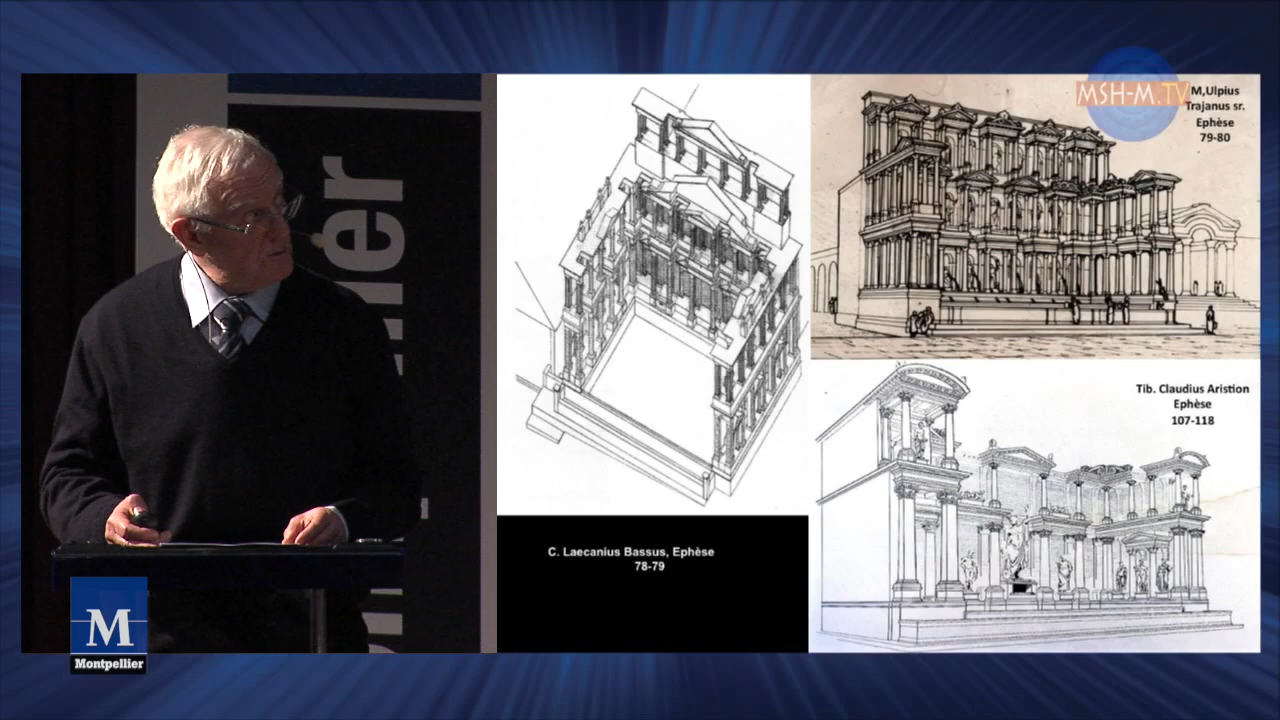 MSH-M.TV
M,Ulpius
Trajanus sr.
Ephèse
79-80
Tib. Claudius Aristion
Ephèse
107-118
C. Laecanius Bassus, Ephèse
78-79
M
Montpellier